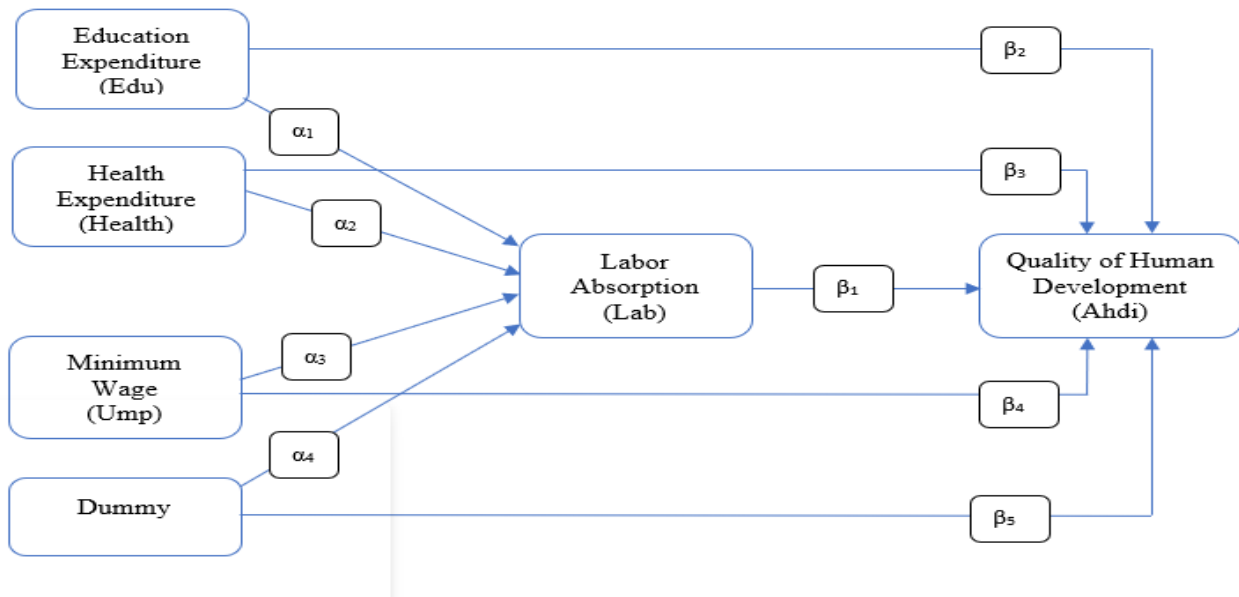 Education
Expenditure
(Edu)
β₂
α₁
Health
Expenditure
(Health)
β₃
α₂
Labor
Absorption
(Lab)
β₁
Quality of Human
Development
(Ahdi)
Minimum
Wage
(Ump)
α₃
β₄
α₄
Dummy
β₅